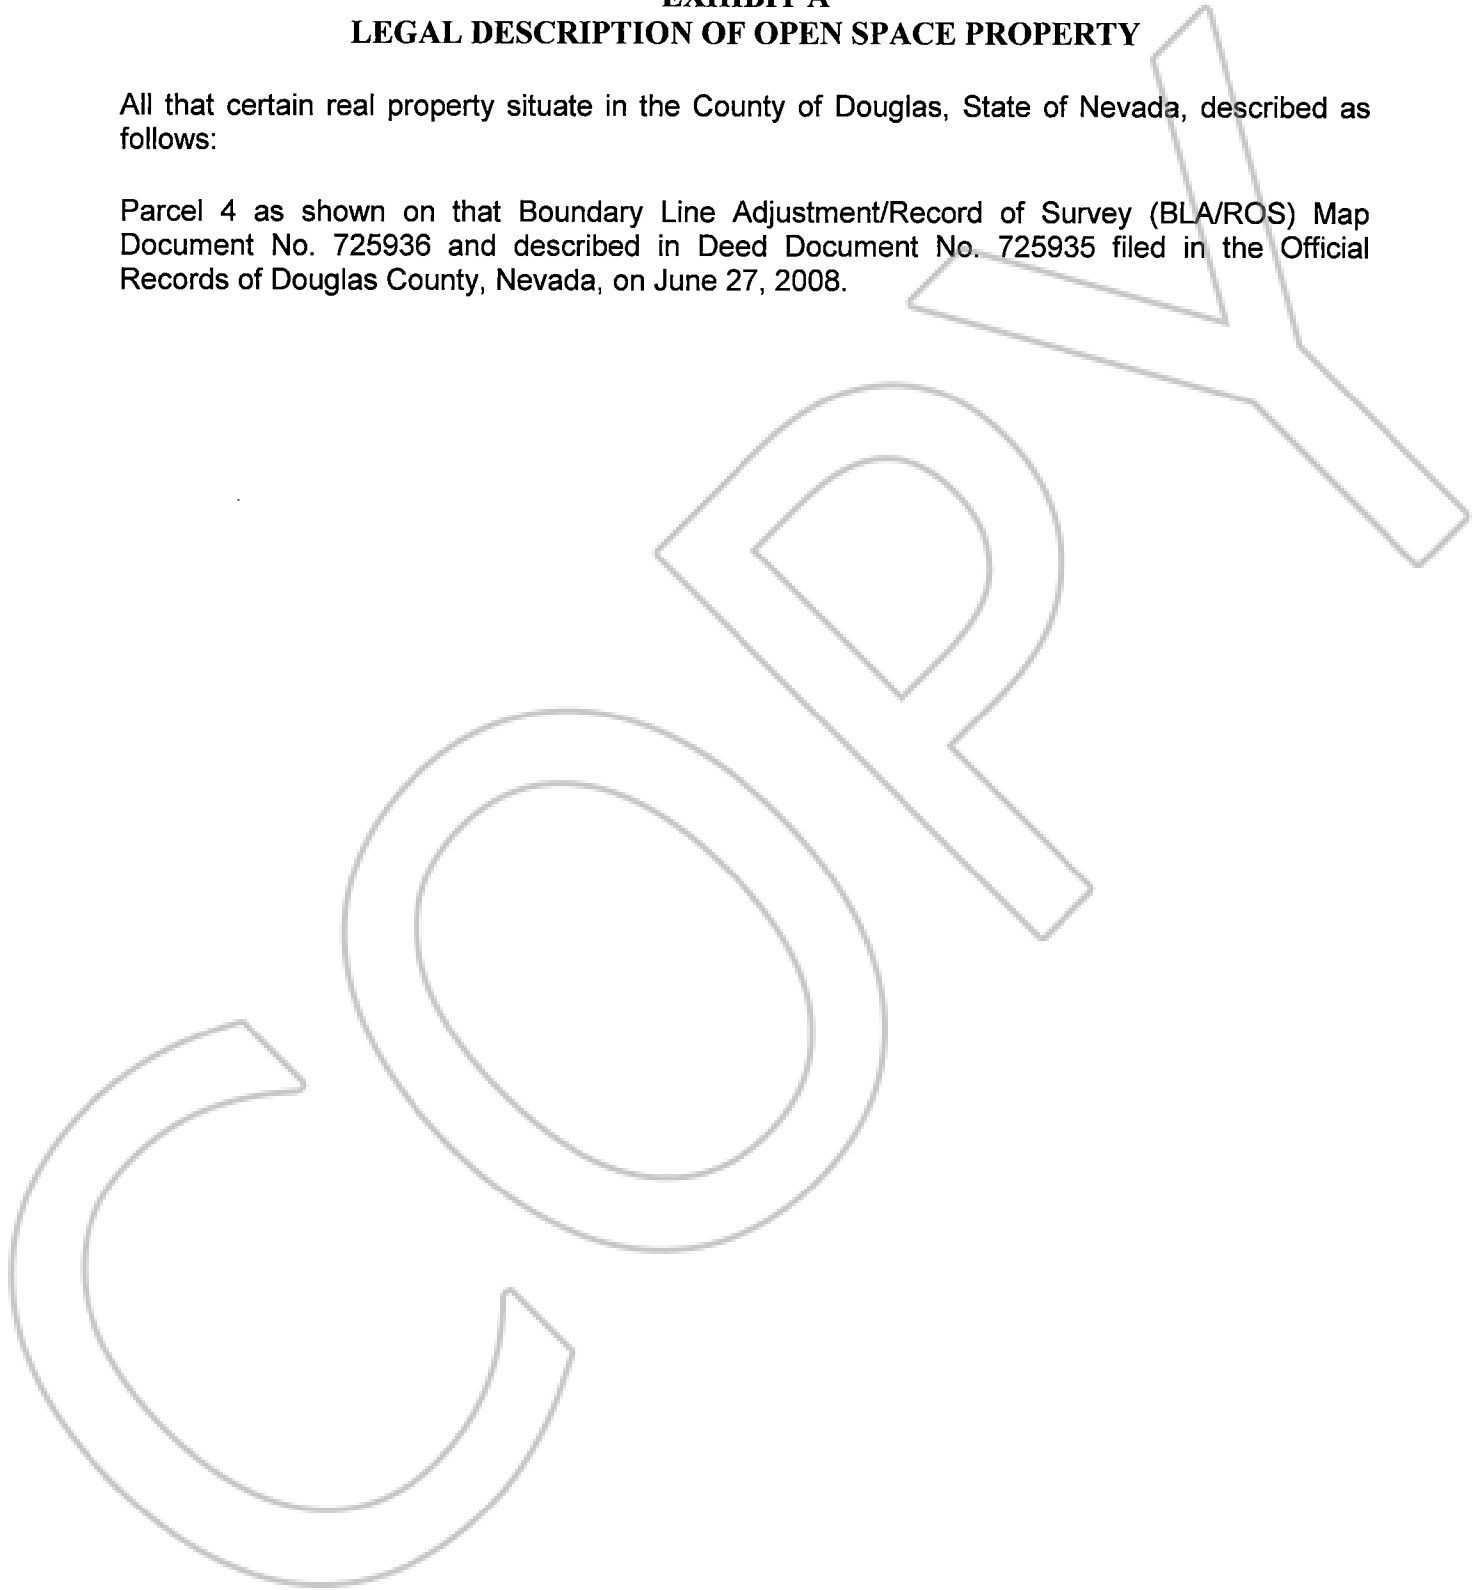 EXHIBIT A
LEGAL DESCRIPTION OF OPEN SPACE PROPERTY
All that certain real property situate in the County of Douglas, State of Nevada, described as
follows:
Parcel 4 as shown on that Boundary Line Adjustment/Record of Survey (BLA/ROS) Map
Document No. 725936 and described in Deed Document No. 725935 filed in the Official
Records of Douglas County, Nevada, on June 27, 2008.
COPY